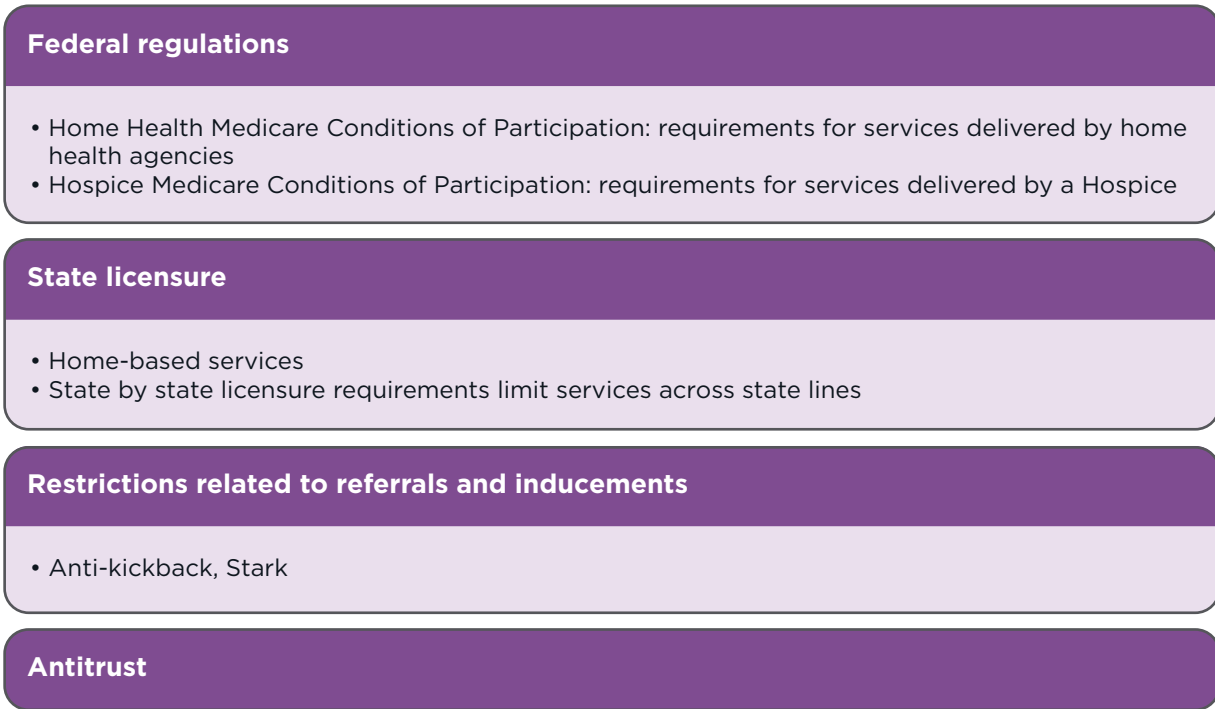 Federal regulations
• Home Health Medicare Conditions of Participation: requirements for services delivered by home
health agencies
• Hospice Medicare Conditions of Participation: requirements for services delivered by a Hospice
State licensure
• Home-based services
• State by state licensure requirements limit services across state lines
Restrictions related to referrals and inducements
• Anti-kickback, Stark
Antitrust